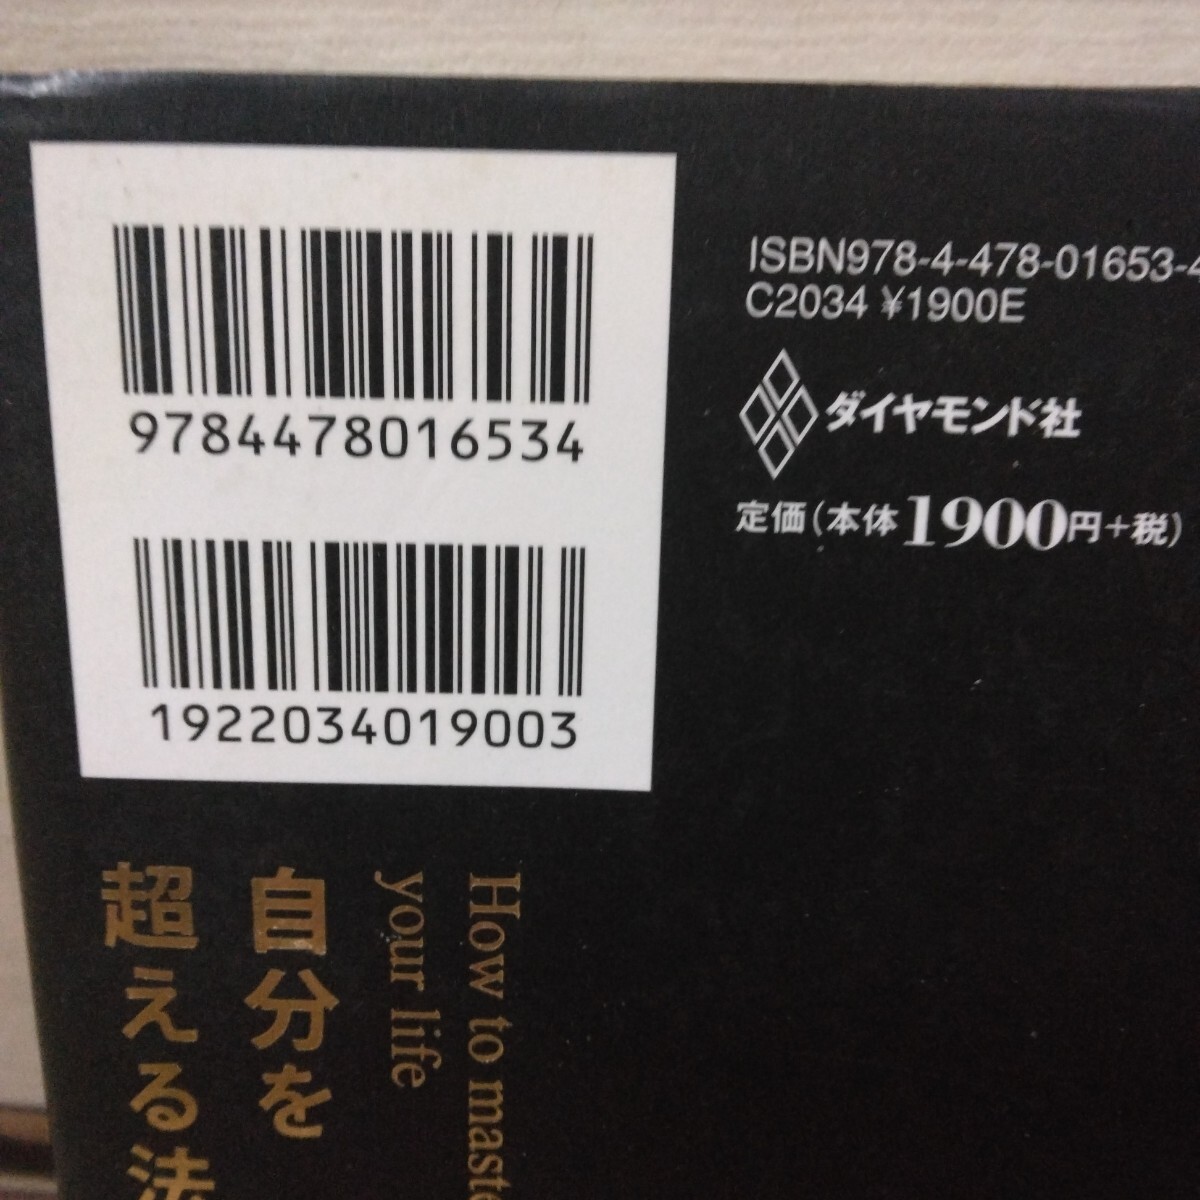 9784478016534
1922034019003
ISBN978-4-478-01653-4
C2034 ¥1900E
ダイヤモンド社
定価(本体1900円+税)
How to maste
your life
自分を
超える法